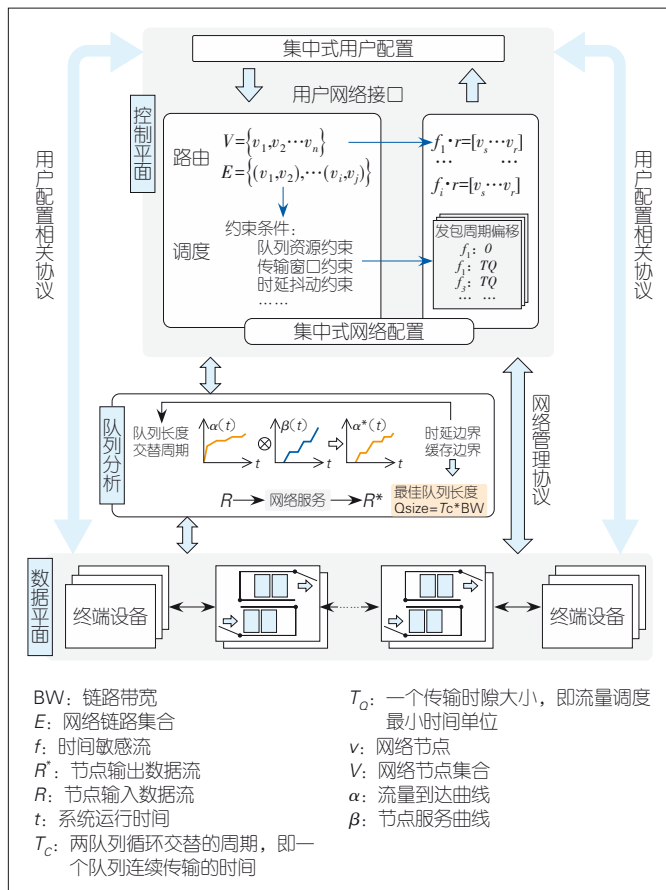 集中式用户配置
用户网络接口
控制平面
用户配置相关协议
用户配置相关协议
路由
V={v₁,v₂⋯vₙ}
E={(v₁,v₂),⋯(vᵢ,vⱼ)}
f₁·r=[vₛ⋯vᵣ]
⋯ ⋯
fᵢ·r=[vₛ⋯vᵣ]
调度
约束条件:
队列资源约束
传输窗口约束
时延抖动约束
⋯⋯
发包周期偏移
f₁: 0
f₁: TQ
f₃: TQ
⋯ ⋯
集中式网络配置
网络管理协议
队列分析
队列长度
交替周期
α(t)
t
⊗
β(t)
t
α*(t)
t
时延边界
缓存边界
R
网络服务
R*
最佳队列长度
Qsize=Tc*BW
数据平面
终端设备
终端设备
BW: 链路带宽
E: 网络链路集合
f: 时间敏感流
R*: 节点输出数据流
R: 节点输入数据流
t: 系统运行时间
T_C: 两队列循环交替的周期，即一
个队列连续传输的时间
T_Q: 一个传输时隙大小，即流量调度
最小时间单位
v: 网络节点
V: 网络节点集合
α: 流量到达曲线
β: 节点服务曲线